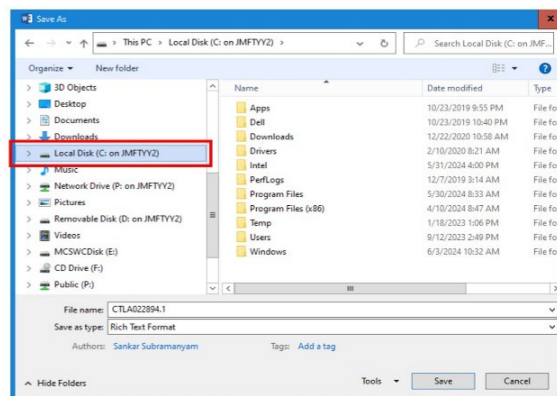 Save As
This PC > Local Disk (C: on JMFTYY2) >
Search Local Disk (C: on JMF...
Organize
New folder
3D Objects
Desktop
Documents
Downloads
Local Disk (C: on JMFTYY2)
Music
Network Drive (P: on JMFTYY2)
Pictures
Removable Disk (D: on JMFTYY2)
Videos
MCSWCDisk (E:)
CD Drive (F:)
Public (P:)
Name Date modified Type
Apps 10/23/2019 9:55 PM File fo
Dell 10/23/2019 10:40 PM File fo
Downloads 12/22/2020 10:58 AM File fo
Drivers 2/10/2020 8:21 AM File fo
Intel 5/31/2024 4:00 PM File fo
PerfLogs 12/7/2019 3:14 AM File fo
Program Files 5/30/2024 8:33 AM File fo
Program Files (x86) 4/10/2024 8:47 AM File fo
Temp 1/18/2023 1:06 PM File fo
Users 9/12/2023 2:49 PM File fo
Windows 6/3/2024 10:32 AM File fo
File name: CTLA022894.1
Save as type: Rich Text Format
Authors: Sankar Subramanyam Tags: Add a tag
Hide Folders Tools Save Cancel